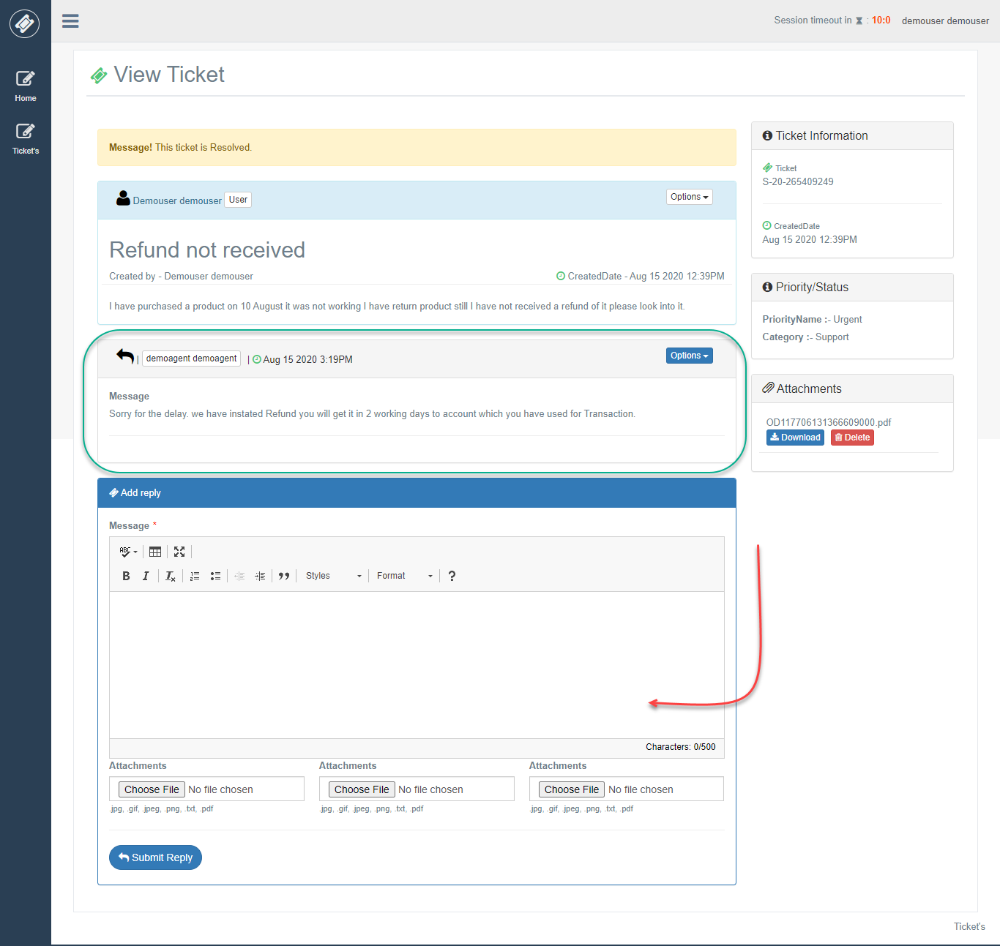 Session timeout in : 10:0 demouser demouser
Home
Ticket's
View Ticket
Message! This ticket is Resolved.
Demouser demouser User Options
Refund not received
Created by - Demouser demouser CreatedDate - Aug 15 2020 12:39PM
I have purchased a product on 10 August it was not working I have return product still I have not received a refund of it please look into it.
| demoagent demoagent | Aug 15 2020 3:19PM Options
Message
Sorry for the delay. we have instated Refund you will get it in 2 working days to account which you have used for Transaction.
Ticket Information
Ticket
S-20-265409249
CreatedDate
Aug 15 2020 12:39PM
Priority/Status
PriorityName :- Urgent
Category :- Support
Attachments
OD117706131366609000.pdf
Download Delete
Add reply
Message *
ABC
B I Tx Styles Format ?
Characters: 0/500
Attachments Attachments Attachments
Choose File No file chosen Choose File No file chosen Choose File No file chosen
.jpg, .gif, .jpeg, .png, .txt, .pdf .jpg, .gif, .jpeg, .png, .txt, .pdf .jpg, .gif, .jpeg, .png, .txt, .pdf
Submit Reply
Ticket's